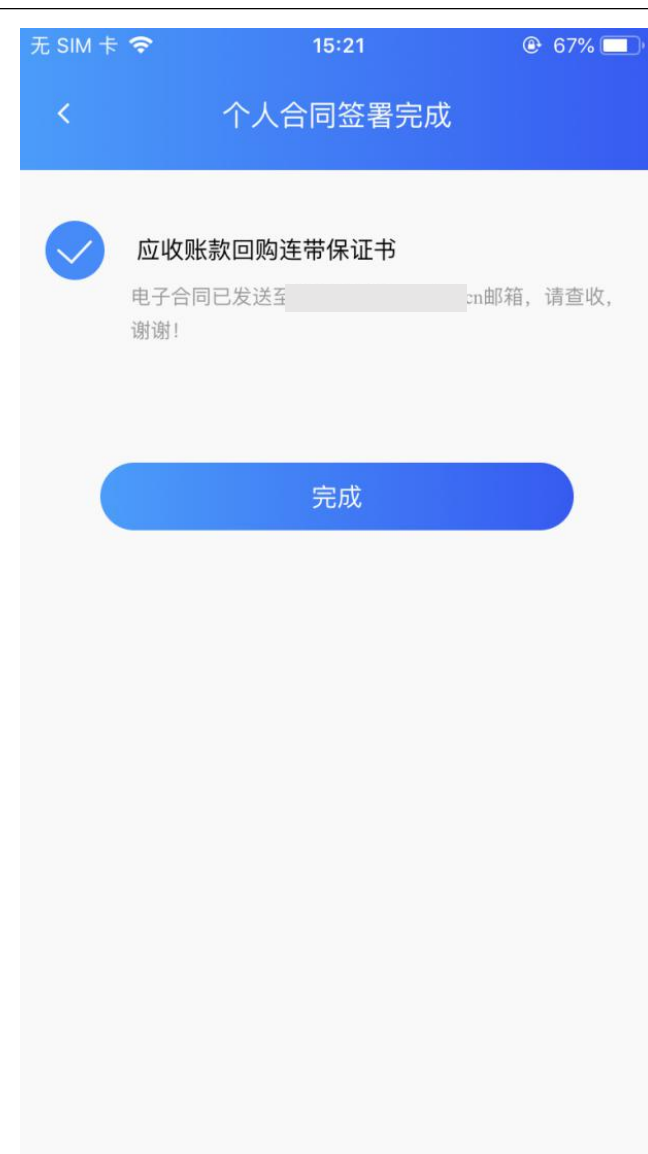 无 SIM 卡 15:21 67%
个人合同签署完成
应收账款回购连带保证书
电子合同已发送至 cn邮箱，请查收，
谢谢！
完成